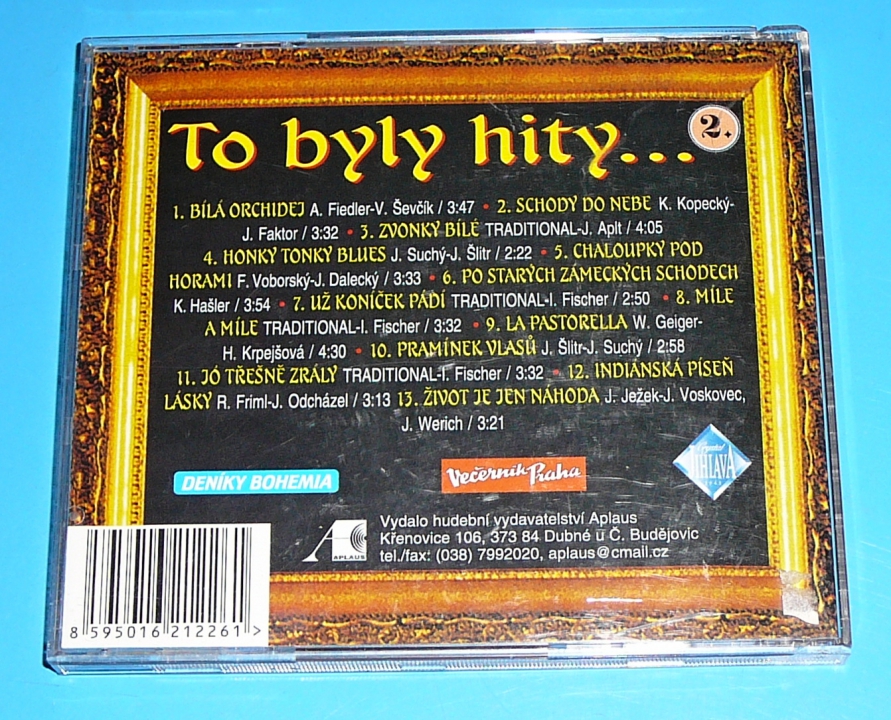 To byly hity...
2.
1. BÍLÁ ORCHIDEJ A. Fiedler-V. Ševčík / 3:47 • 2. SCHODY DO NEBE K. Kopecký-
J. Faktor / 3:32 • 3. ZVONKY BÍLÉ TRADITIONAL-J. Aplt / 4:05
4. HONKY TONKY BLUES J. Suchý-J. Šlitr / 2:22 • 5. CHALOUPKY POD
HORAMI F. Voborský-J. Dalecký / 3:33 • 6. PO STARÝCH ZÁMECKÝCH SCHODECH
K. Hašler / 3:54 • 7. UŽ KONÍČEK PÁDÍ TRADITIONAL-I. Fischer / 2:50 • 8. MÍLE
A MÍLE TRADITIONAL-I. Fischer / 3:32 • 9. LA PASTORELLA W. Geiger-
H. Krpejšová / 4:30 • 10. PRAMÍNEK VLASŮ J. Šlitr-J. Suchý / 2:58
11. JÓ TŘEŠNĚ ZRÁLY TRADITIONAL-I. Fischer / 3:32 • 12. INDIÁNSKÁ PÍSEŇ
LÁSKY R. Friml-J. Odcházel / 3:13 13. ŽIVOT JE JEN NÁHODA J. Ježek-J. Voskovec,
J. Werich / 3:21
DENÍKY BOHEMIA
Večerník Praha
Krystal
JIHLAVA
APLAUS
Vydalo hudební vydavatelství Aplaus
Křenovice 106, 373 84 Dubné u Č. Budějovic
tel./fax: (038) 7992020, aplaus@cmail.cz
8 595016 212261 >